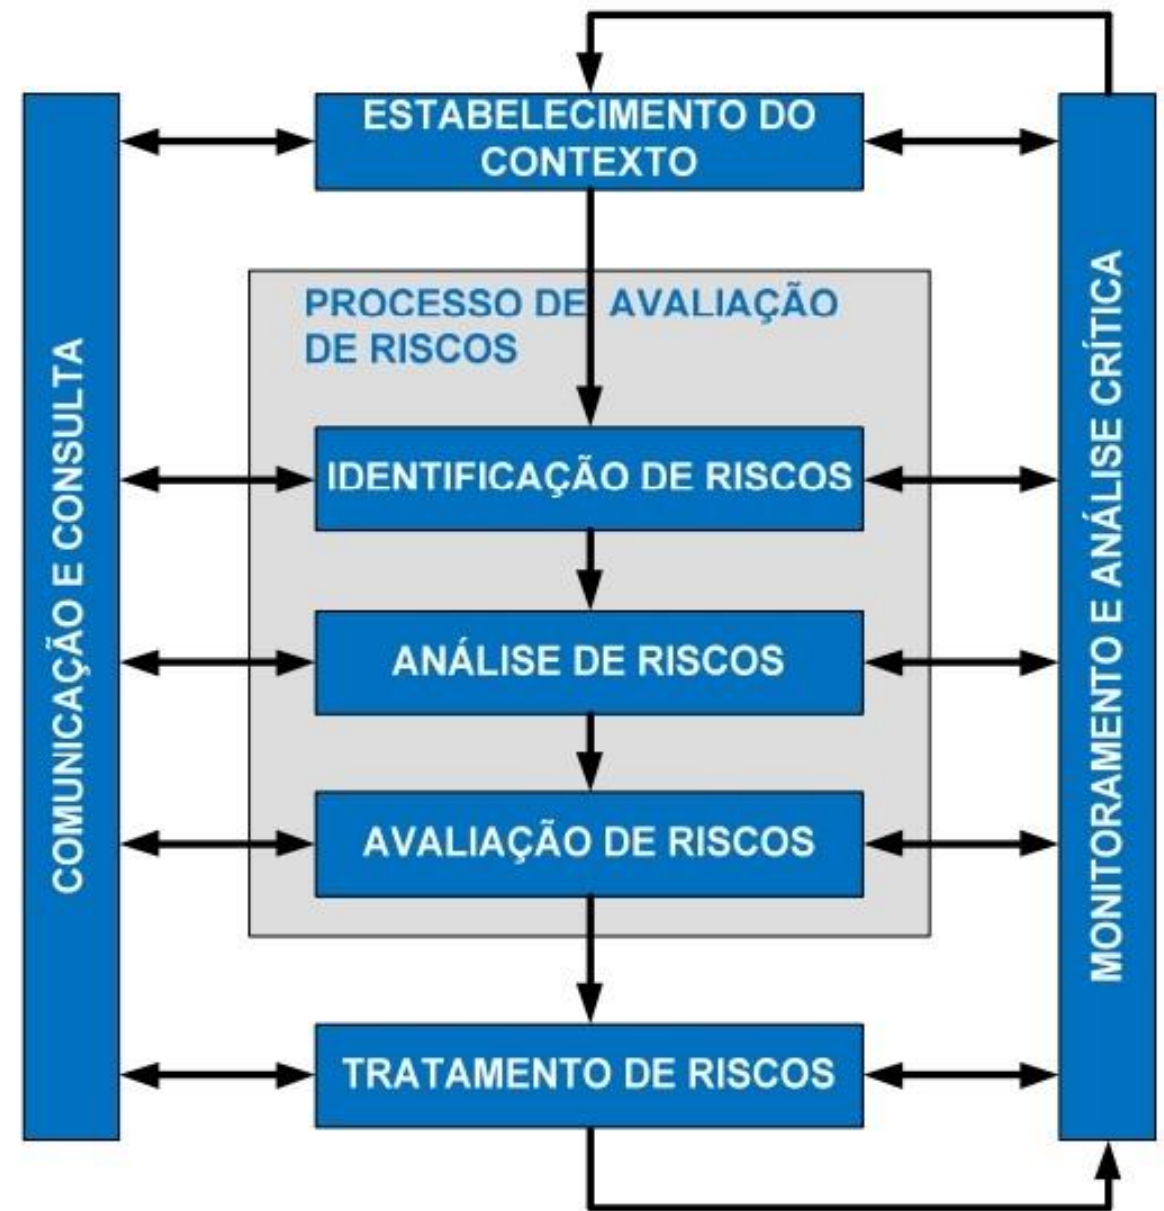 ESTABELECIMENTO DO
CONTEXTO
PROCESSO DE AVALIAÇÃO
DE RISCOS
IDENTIFICAÇÃO DE RISCOS
ANÁLISE DE RISCOS
AVALIAÇÃO DE RISCOS
TRATAMENTO DE RISCOS
COMUNICAÇÃO E CONSULTA
MONITORAMENTO E ANÁLISE CRÍTICA